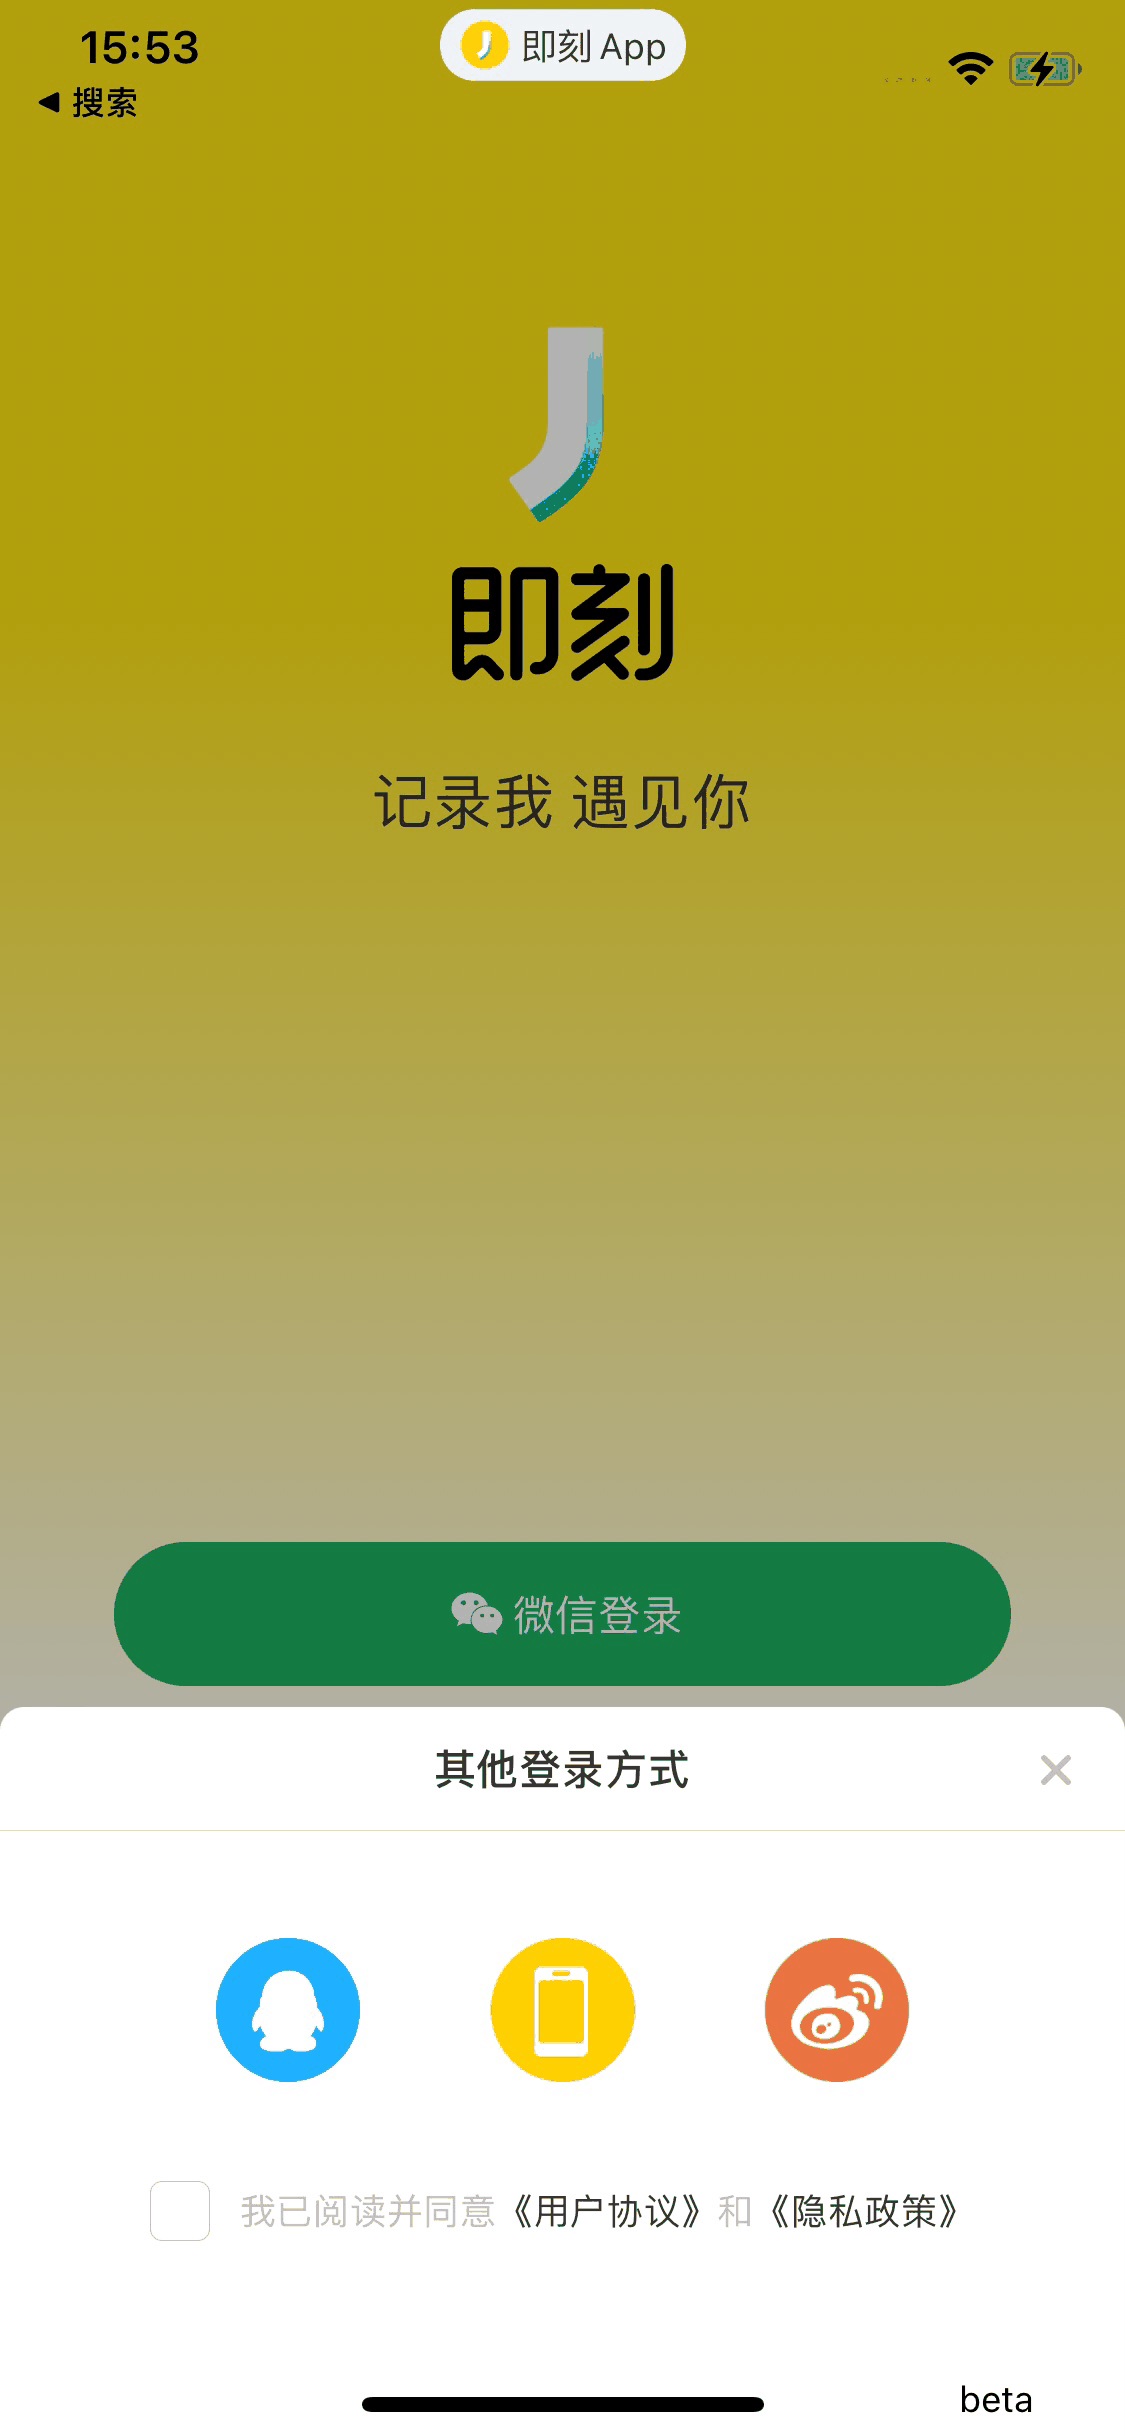 15:53
即刻 App
◀ 搜索
即刻
记录我 遇见你
微信登录
其他登录方式
我已阅读并同意《用户协议》和《隐私政策》
beta